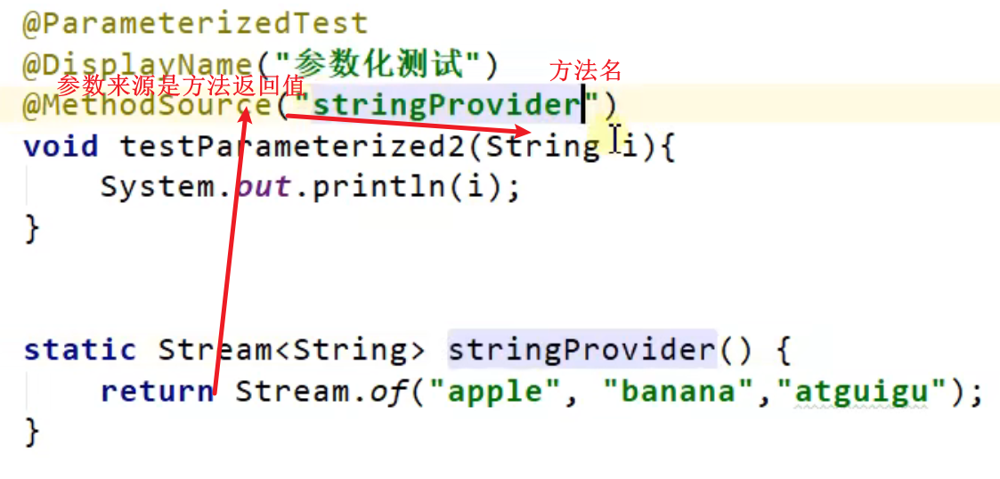 @ParameterizedTest
@DisplayName("参数化测试")
方法名
参数来源是方法返回值
@MethodSource("stringProvider")
void testParameterized2(String i){
System.out.println(i);
}
static Stream<String> stringProvider() {
return Stream.of("apple", "banana","atguigu");
}